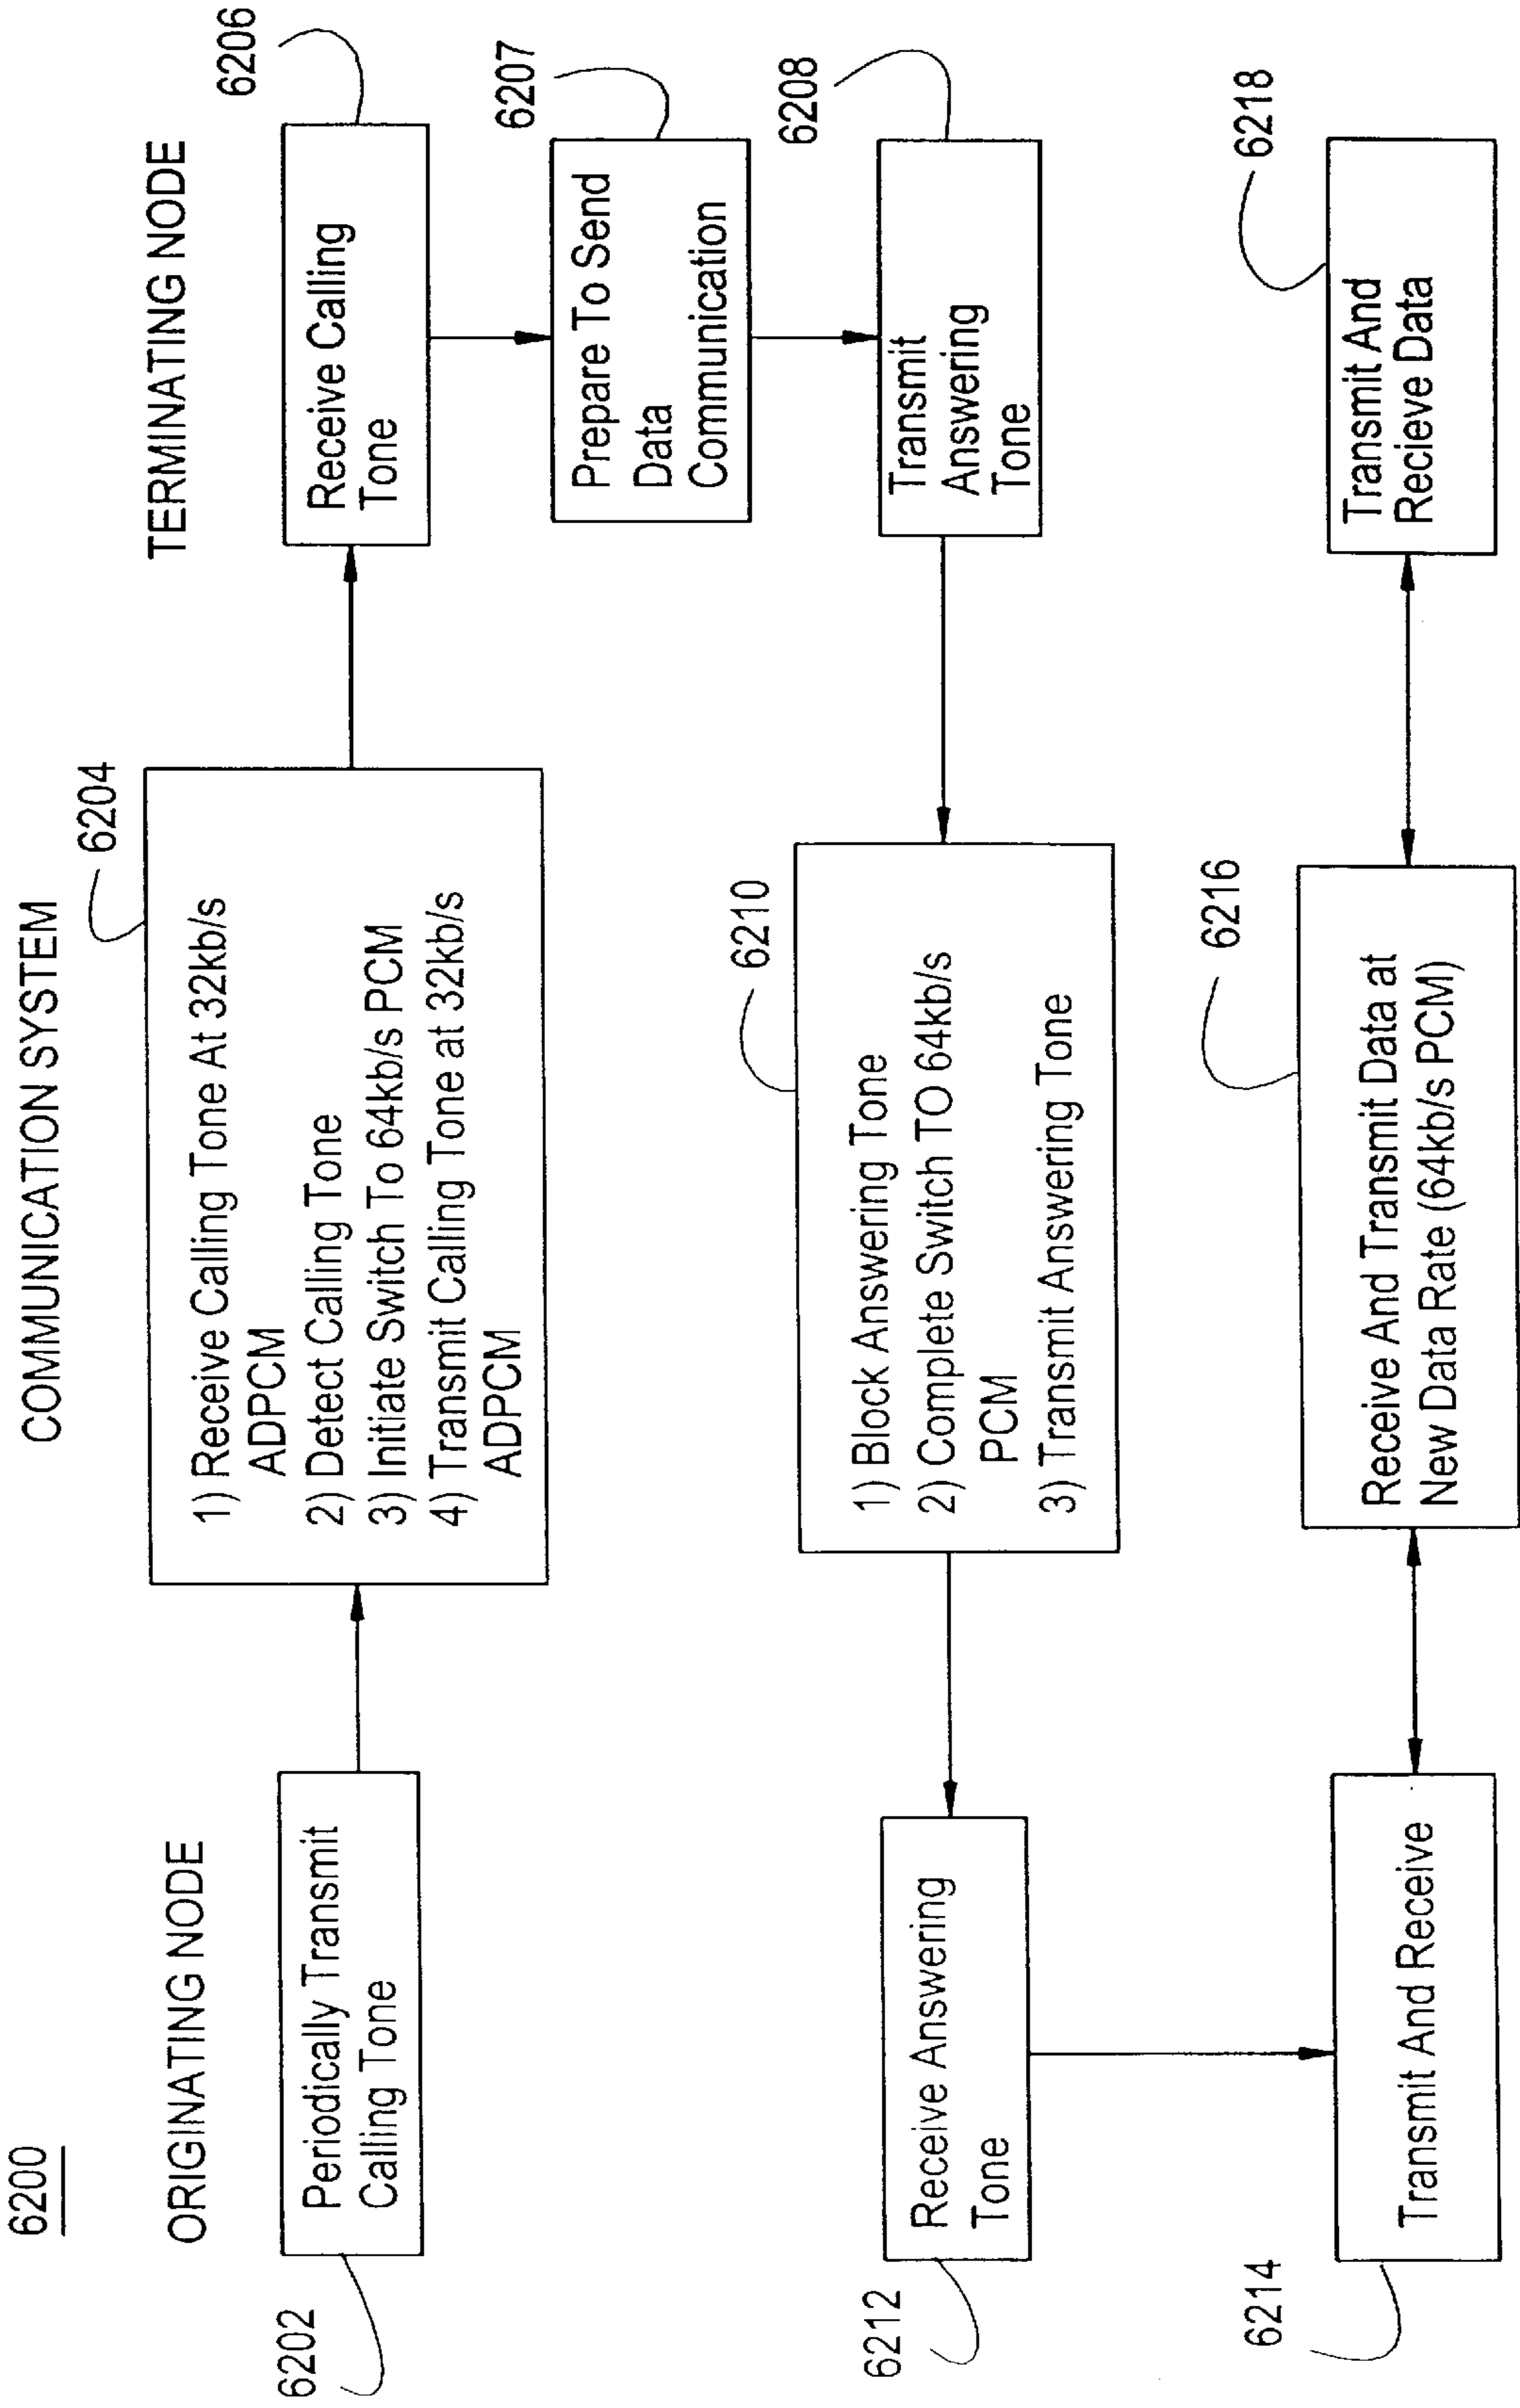 6200
ORIGINATING NODE
COMMUNICATION SYSTEM
TERMINATING NODE
6202
Periodically Transmit
Calling Tone
6204
1) Receive Calling Tone At 32kb/s
ADPCM
2) Detect Calling Tone
3) Initiate Switch To 64kb/s PCM
4) Transmit Calling Tone at 32kb/s
ADPCM
6206
Receive Calling
Tone
6207
Prepare To Send
Data
Communication
6208
Transmit
Answering
Tone
6210
1) Block Answering Tone
2) Complete Switch TO 64kb/s
PCM
3) Transmit Answering Tone
6212
Receive Answering
Tone
6214
Transmit And Receive
6216
Receive And Transmit Data at
New Data Rate (64kb/s PCM)
6218
Transmit And
Recieve Data